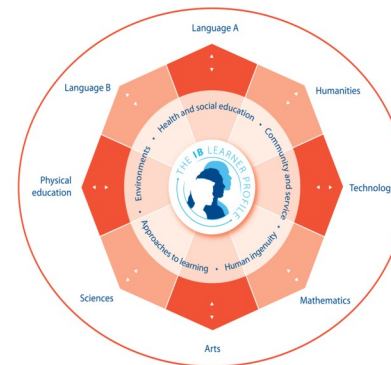 Language A
Humanities
Technology
Mathematics
Arts
Sciences
Physical
education
Language B
Health and social education
Community and service
Human ingenuity
Approaches to learning
Environments
THE IB LEARNER PROFILE